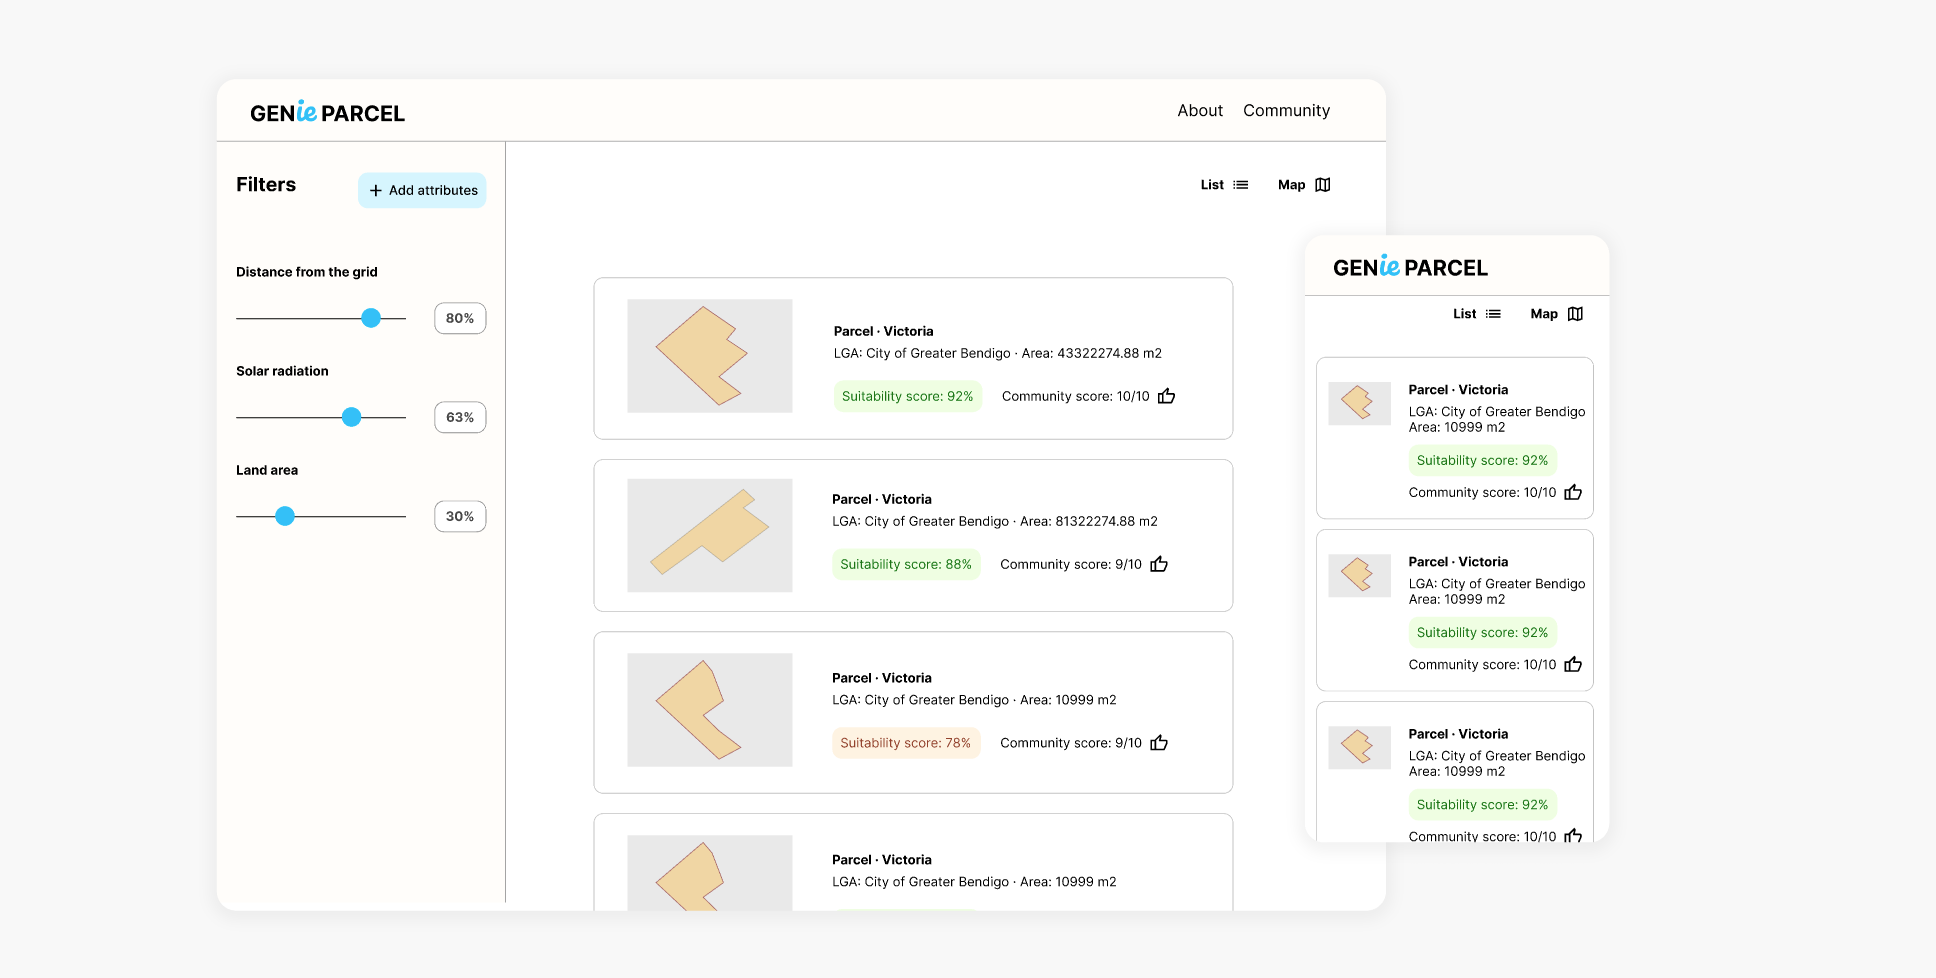 GENie PARCEL
About Community
Filters
+ Add attributes
List Map
Distance from the grid
80%
Solar radiation
63%
Land area
30%
Parcel · Victoria
LGA: City of Greater Bendigo · Area: 43322274.88 m2
Suitability score: 92% Community score: 10/10
Parcel · Victoria
LGA: City of Greater Bendigo · Area: 81322274.88 m2
Suitability score: 88% Community score: 9/10
Parcel · Victoria
LGA: City of Greater Bendigo · Area: 10999 m2
Suitability score: 78% Community score: 9/10
Parcel · Victoria
LGA: City of Greater Bendigo · Area: 10999 m2
GENie PARCEL
List Map
Parcel · Victoria
LGA: City of Greater Bendigo
Area: 10999 m2
Suitability score: 92%
Community score: 10/10
Parcel · Victoria
LGA: City of Greater Bendigo
Area: 10999 m2
Suitability score: 92%
Community score: 10/10
Parcel · Victoria
LGA: City of Greater Bendigo
Area: 10999 m2
Suitability score: 92%
Community score: 10/10